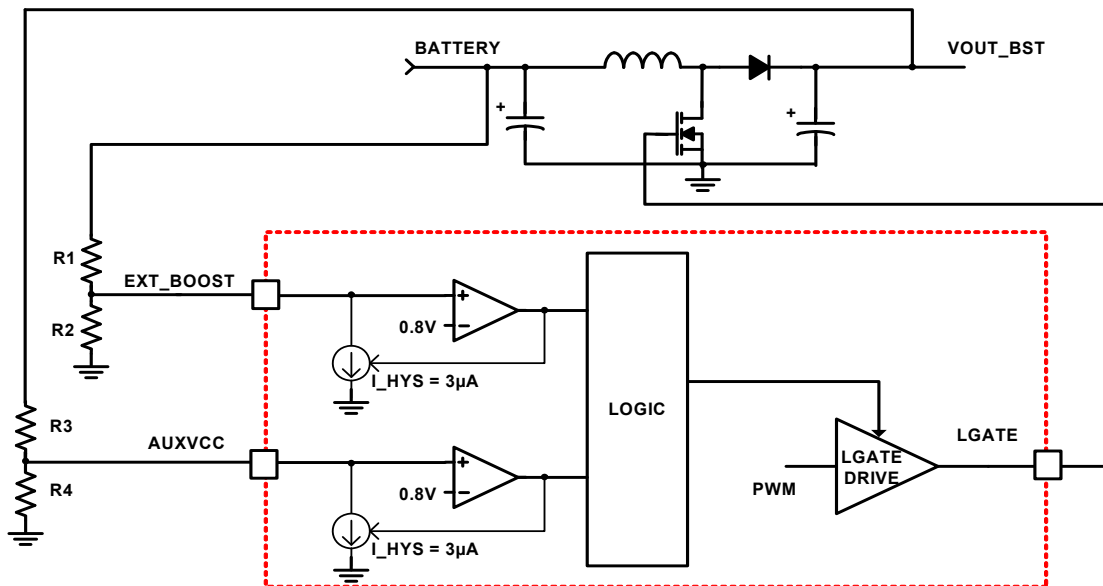 BATTERY
VOUT_BST
+
+
R1
EXT_BOOST
R2
+
0.8V
−
I_HYS = 3µA
LOGIC
R3
AUXVCC
R4
+
0.8V
−
I_HYS = 3µA
LGATE
DRIVE
PWM
LGATE